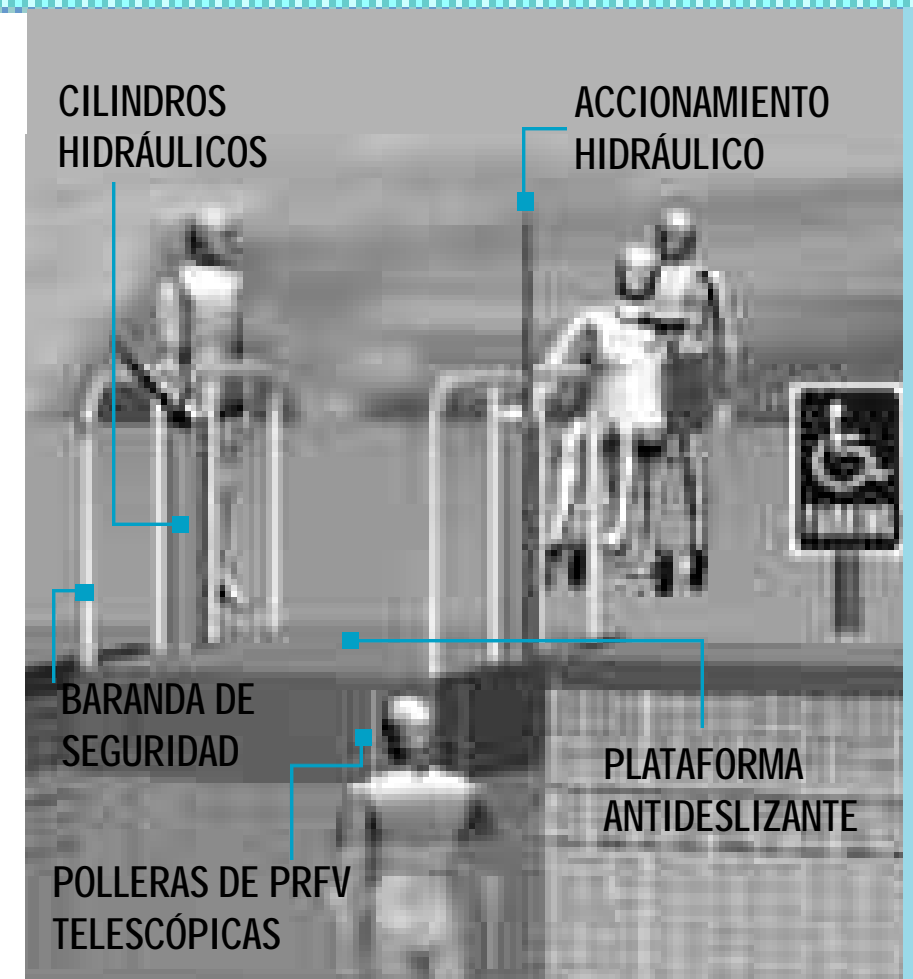 CILINDROS
HIDRÁULICOS
ACCIONAMIENTO
HIDRÁULICO
BARANDA DE
SEGURIDAD
PLATAFORMA
ANTIDESLIZANTE
POLLERAS DE PRFV
TELESCÓPICAS